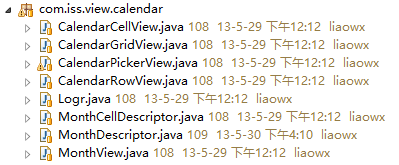 com.iss.view.calendar
CalendarCellView.java 108 13-5-29 下午12:12 liaowx
CalendarGridView.java 108 13-5-29 下午12:12 liaowx
CalendarPickerView.java 108 13-5-29 下午12:12 liaowx
CalendarRowView.java 108 13-5-29 下午12:12 liaowx
Logr.java 108 13-5-29 下午12:12 liaowx
MonthCellDescriptor.java 108 13-5-29 下午12:12 liaowx
MonthDescriptor.java 109 13-5-30 下午4:10 liaowx
MonthView.java 108 13-5-29 下午12:12 liaowx